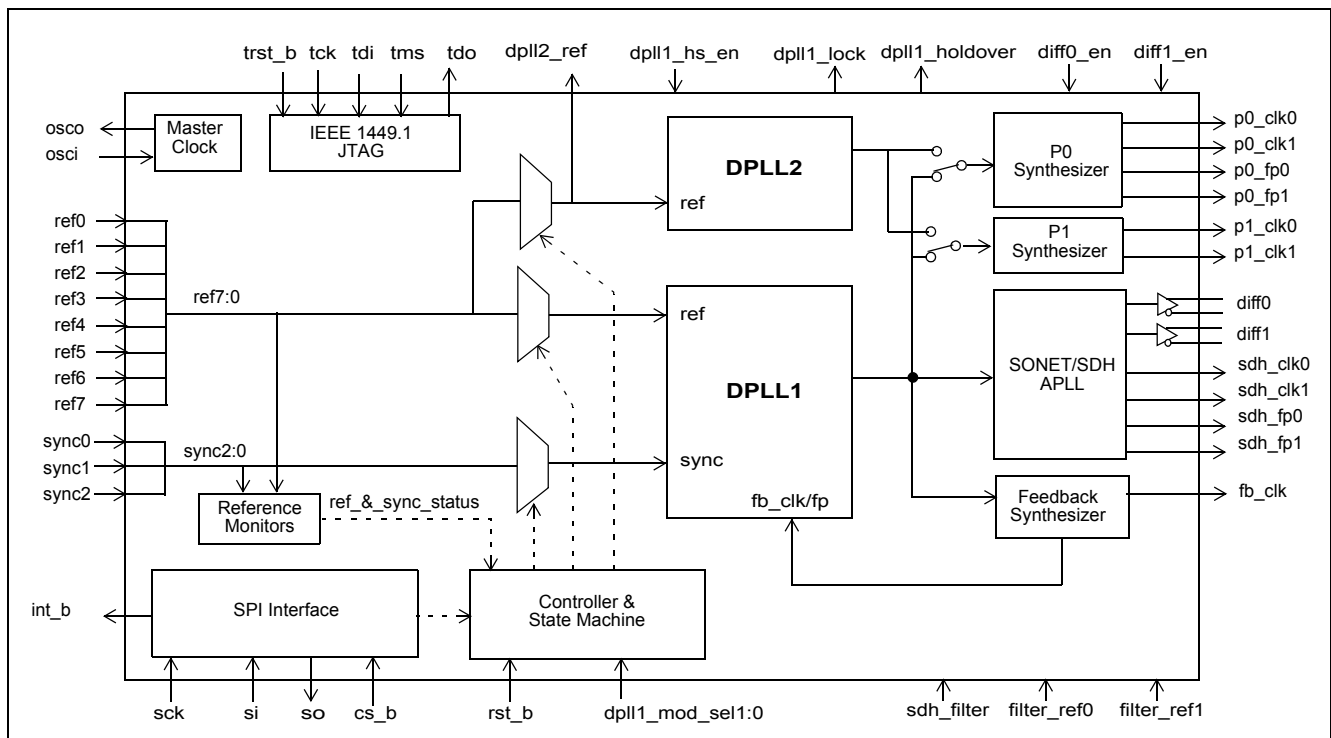 trst_b
tck
tdi
tms
tdo
dpll2_ref
dpll1_hs_en
dpll1_lock
dpll1_holdover
diff0_en
diff1_en
osco
osci
Master
Clock
IEEE 1449.1
JTAG
DPLL2
ref
P0
Synthesizer
p0_clk0
p0_clk1
p0_fp0
p0_fp1
P1
Synthesizer
p1_clk0
p1_clk1
ref0
ref1
ref2
ref3
ref4
ref5
ref6
ref7
ref7:0
ref
DPLL1
sync
fb_clk/fp
SONET/SDH
APLL
diff0
diff1
sdh_clk0
sdh_clk1
sdh_fp0
sdh_fp1
sync0
sync1
sync2
sync2:0
Reference
Monitors
ref_&_sync_status
Feedback
Synthesizer
fb_clk
int_b
SPI Interface
Controller &
State Machine
sck
si
so
cs_b
rst_b
dpll1_mod_sel1:0
sdh_filter
filter_ref0
filter_ref1